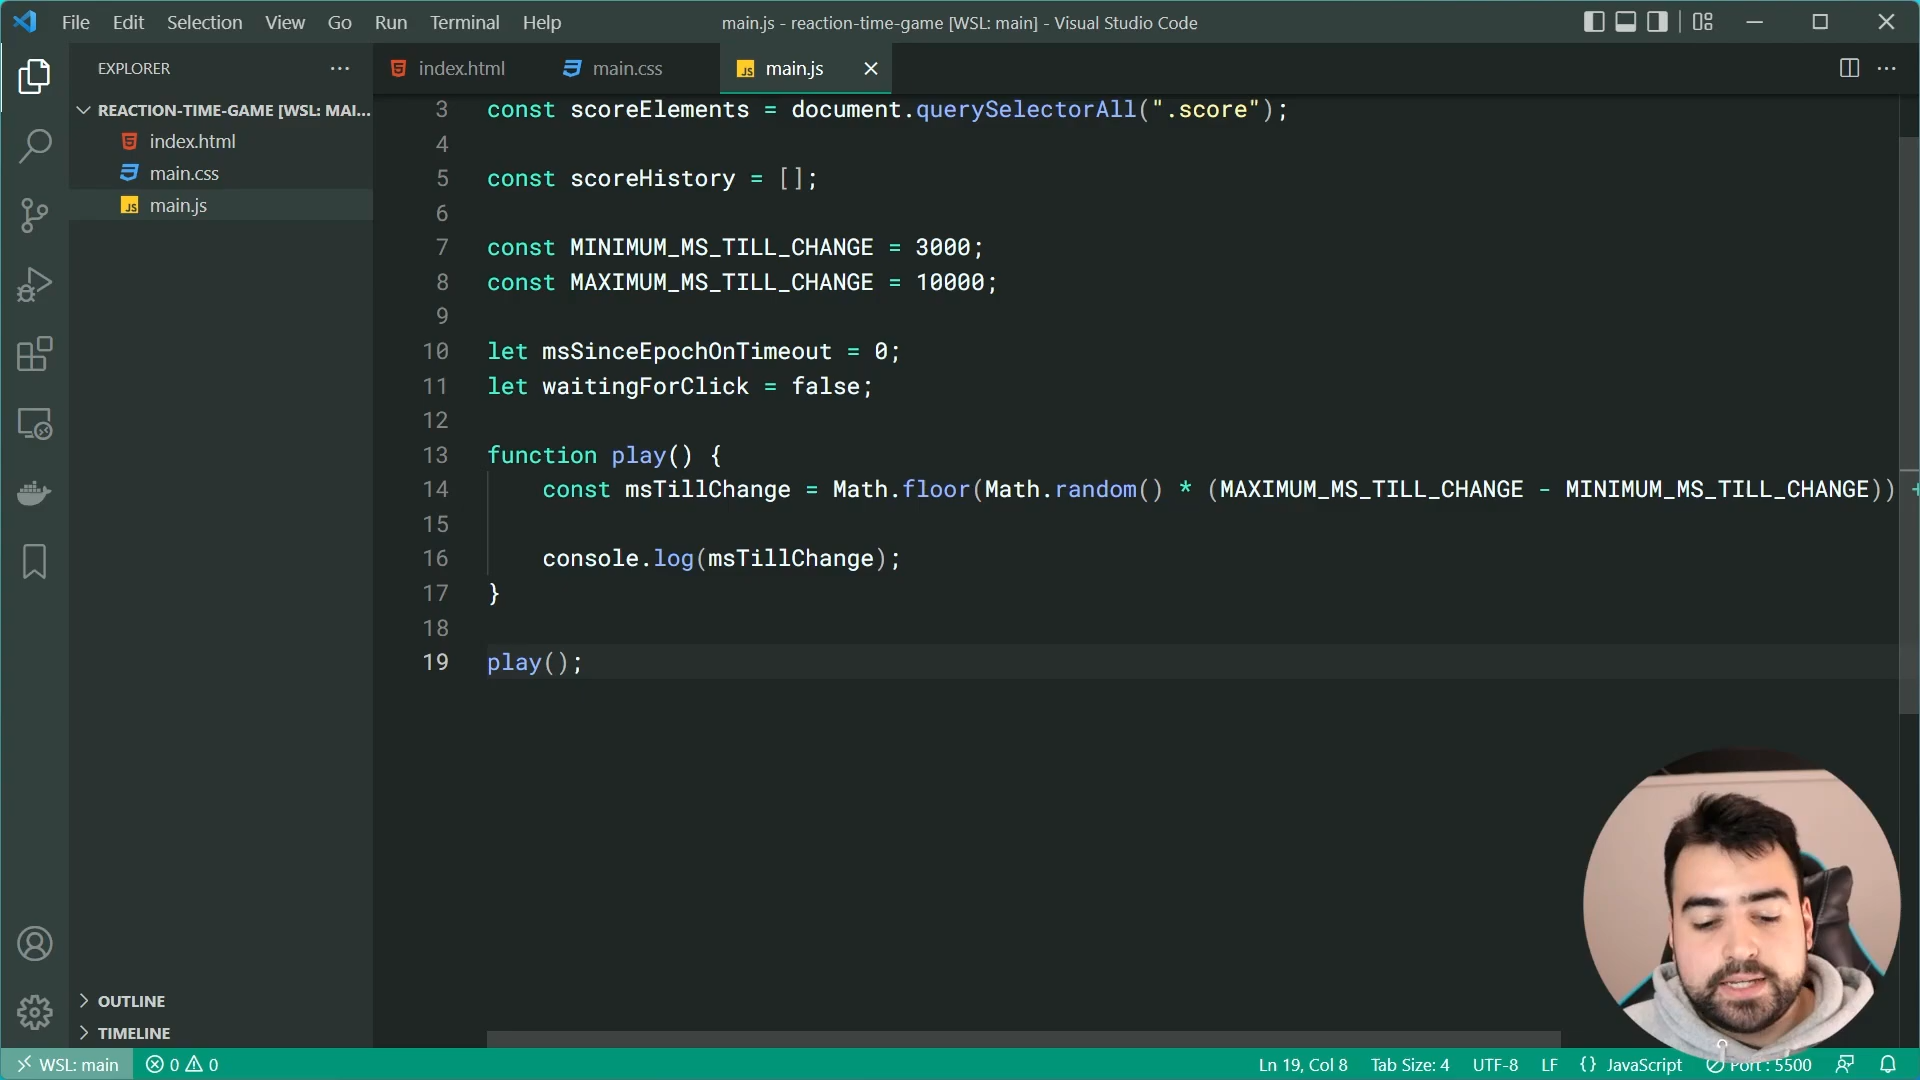 File Edit Selection View Go Run Terminal Help
main.js - reaction-time-game [WSL: main] - Visual Studio Code
EXPLORER
REACTION-TIME-GAME [WSL: MAI...
index.html
main.css
main.js
OUTLINE
TIMELINE
index.html
main.css
JS main.js
3 const scoreElements = document.querySelectorAll(".score");
4
5 const scoreHistory = [];
6
7 const MINIMUM_MS_TILL_CHANGE = 3000;
8 const MAXIMUM_MS_TILL_CHANGE = 10000;
9
10 let msSinceEpochOnTimeout = 0;
11 let waitingForClick = false;
12
13 function play() {
14 const msTillChange = Math.floor(Math.random() * (MAXIMUM_MS_TILL_CHANGE - MINIMUM_MS_TILL_CHANGE)) +
15
16 console.log(msTillChange);
17 }
18
19 play();
WSL: main 0 0 Ln 19, Col 8 Tab Size: 4 UTF-8 LF {} JavaScript Port : 5500